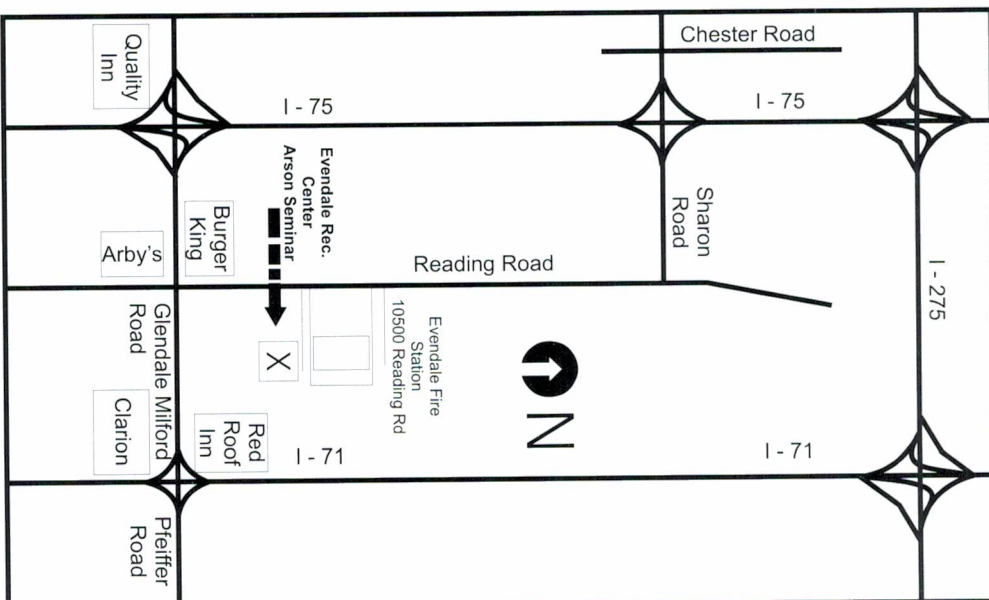 Chester Road
Quality
Inn
I - 75
I - 75
Evendale Rec.
Center
Arson Seminar
Sharon
Road
Burger
King
Arby's
Reading Road
I - 275
Glendale Milford
Road
Evendale Fire
Station
10500 Reading Rd
X
N
Clarion
Red
Roof
Inn
I - 71
I - 71
Pfeiffer
Road